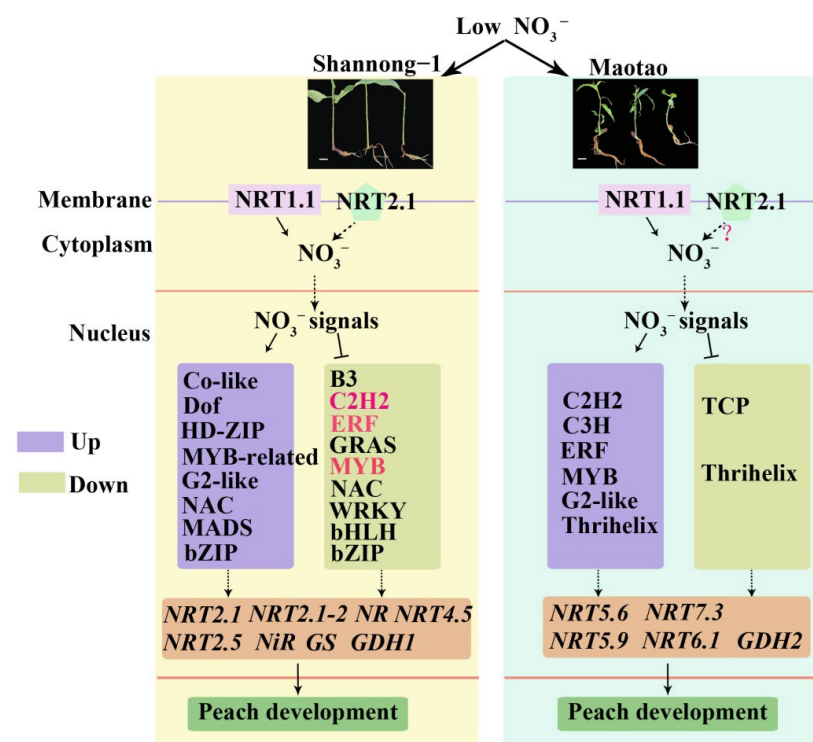 Low NO₃⁻
Shannong−1
Maotao
Membrane
NRT1.1
NRT2.1
NRT1.1
NRT2.1
Cytoplasm
NO₃⁻
?
NO₃⁻
Nucleus
NO₃⁻ signals
NO₃⁻ signals
Up
Down
Co-like
Dof
HD-ZIP
MYB-related
G2-like
NAC
MADS
bZIP
B3
C2H2
ERF
GRAS
MYB
NAC
WRKY
bHLH
bZIP
C2H2
C3H
ERF
MYB
G2-like
Thrihelix
TCP
Thrihelix
NRT2.1 NRT2.1-2 NR NRT4.5
NRT2.5 NiR GS GDH1
NRT5.6 NRT7.3
NRT5.9 NRT6.1 GDH2
Peach development
Peach development